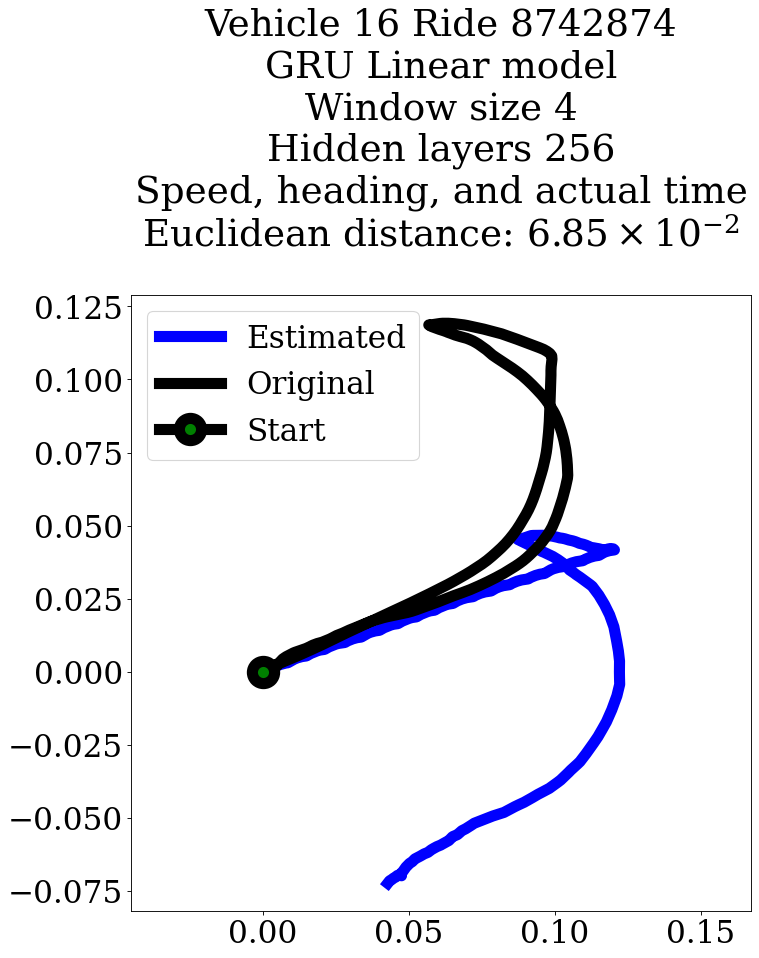 Vehicle 16 Ride 8742874
GRU Linear model
Window size 4
Hidden layers 256
Speed, heading, and actual time
Euclidean distance: 6.85 × 10⁻²
0.125
0.100
0.075
0.050
0.025
0.000
−0.025
−0.050
−0.075
Estimated
Original
Start
0.00 0.05 0.10 0.15